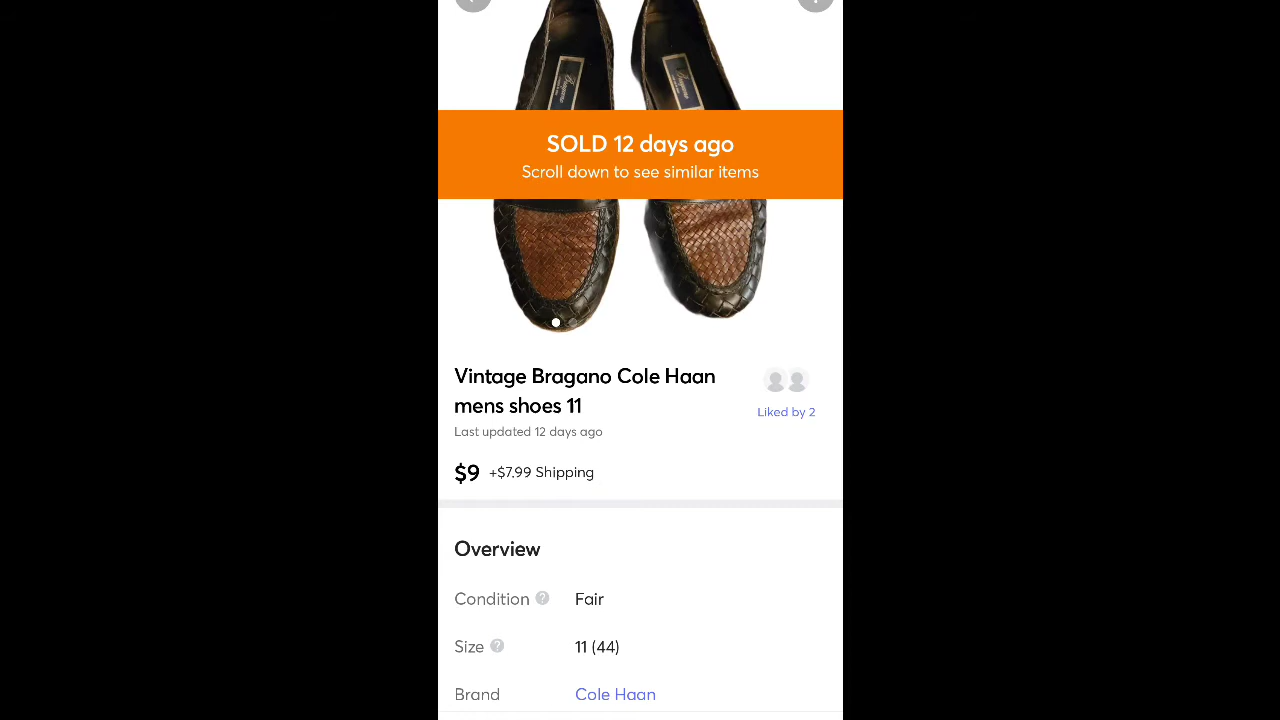 SOLD 12 days ago
Scroll down to see similar items
Vintage Bragano Cole Haan
mens shoes 11
Liked by 2
Last updated 12 days ago
$9 +$7.99 Shipping
Overview
Condition ? Fair
Size ? 11 (44)
Brand Cole Haan